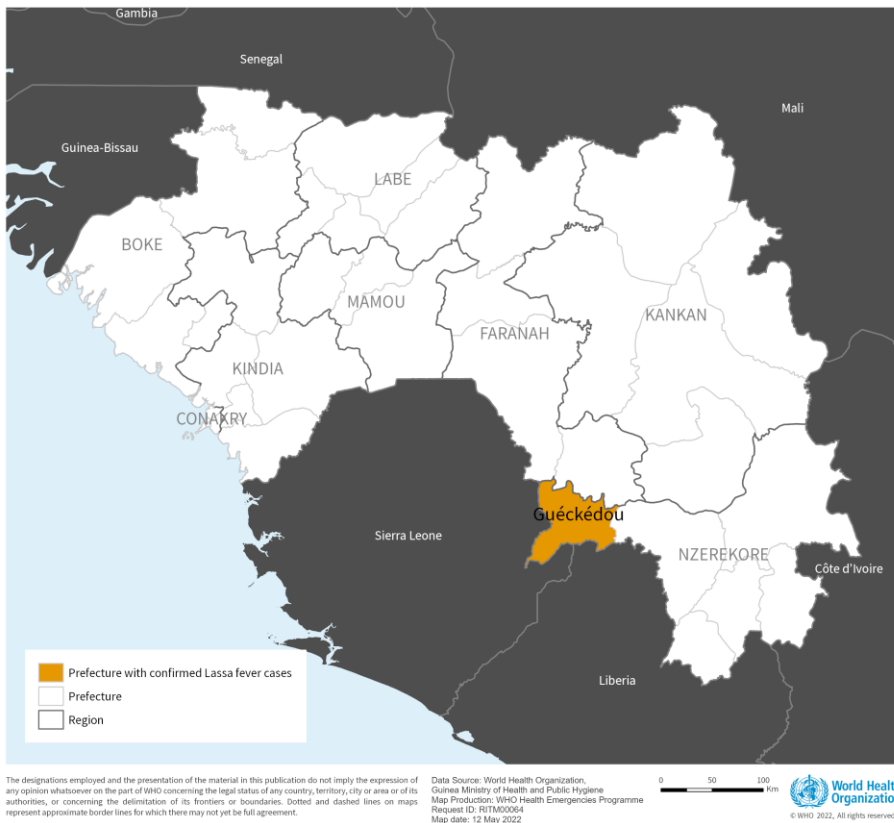 Gambia
Senegal
Mali
Guinea-Bissau
LABE
BOKE
MAMOU
KANKAN
FARANAH
KINDIA
CONAKRY
Guéckédou
Sierra Leone
NZEREKORE
Côte d'Ivoire
Liberia
Prefecture with confirmed Lassa fever cases
Prefecture
Region
The designations employed and the presentation of the material in this publication do not imply the expression of
any opinion whatsoever on the part of WHO concerning the legal status of any country, territory, city or area or of its
authorities, or concerning the delimitation of its frontiers or boundaries. Dotted and dashed lines on maps
represent approximate border lines for which there may not yet be full agreement.
Data Source: World Health Organization,
Guinea Ministry of Health and Public Hygiene
Map Production: WHO Health Emergencies Programme
Request ID: RITM00064
Map date: 12 May 2022
0 50 100
Km
World Heal
Organizatio
© WHO 2022, All rights reserve